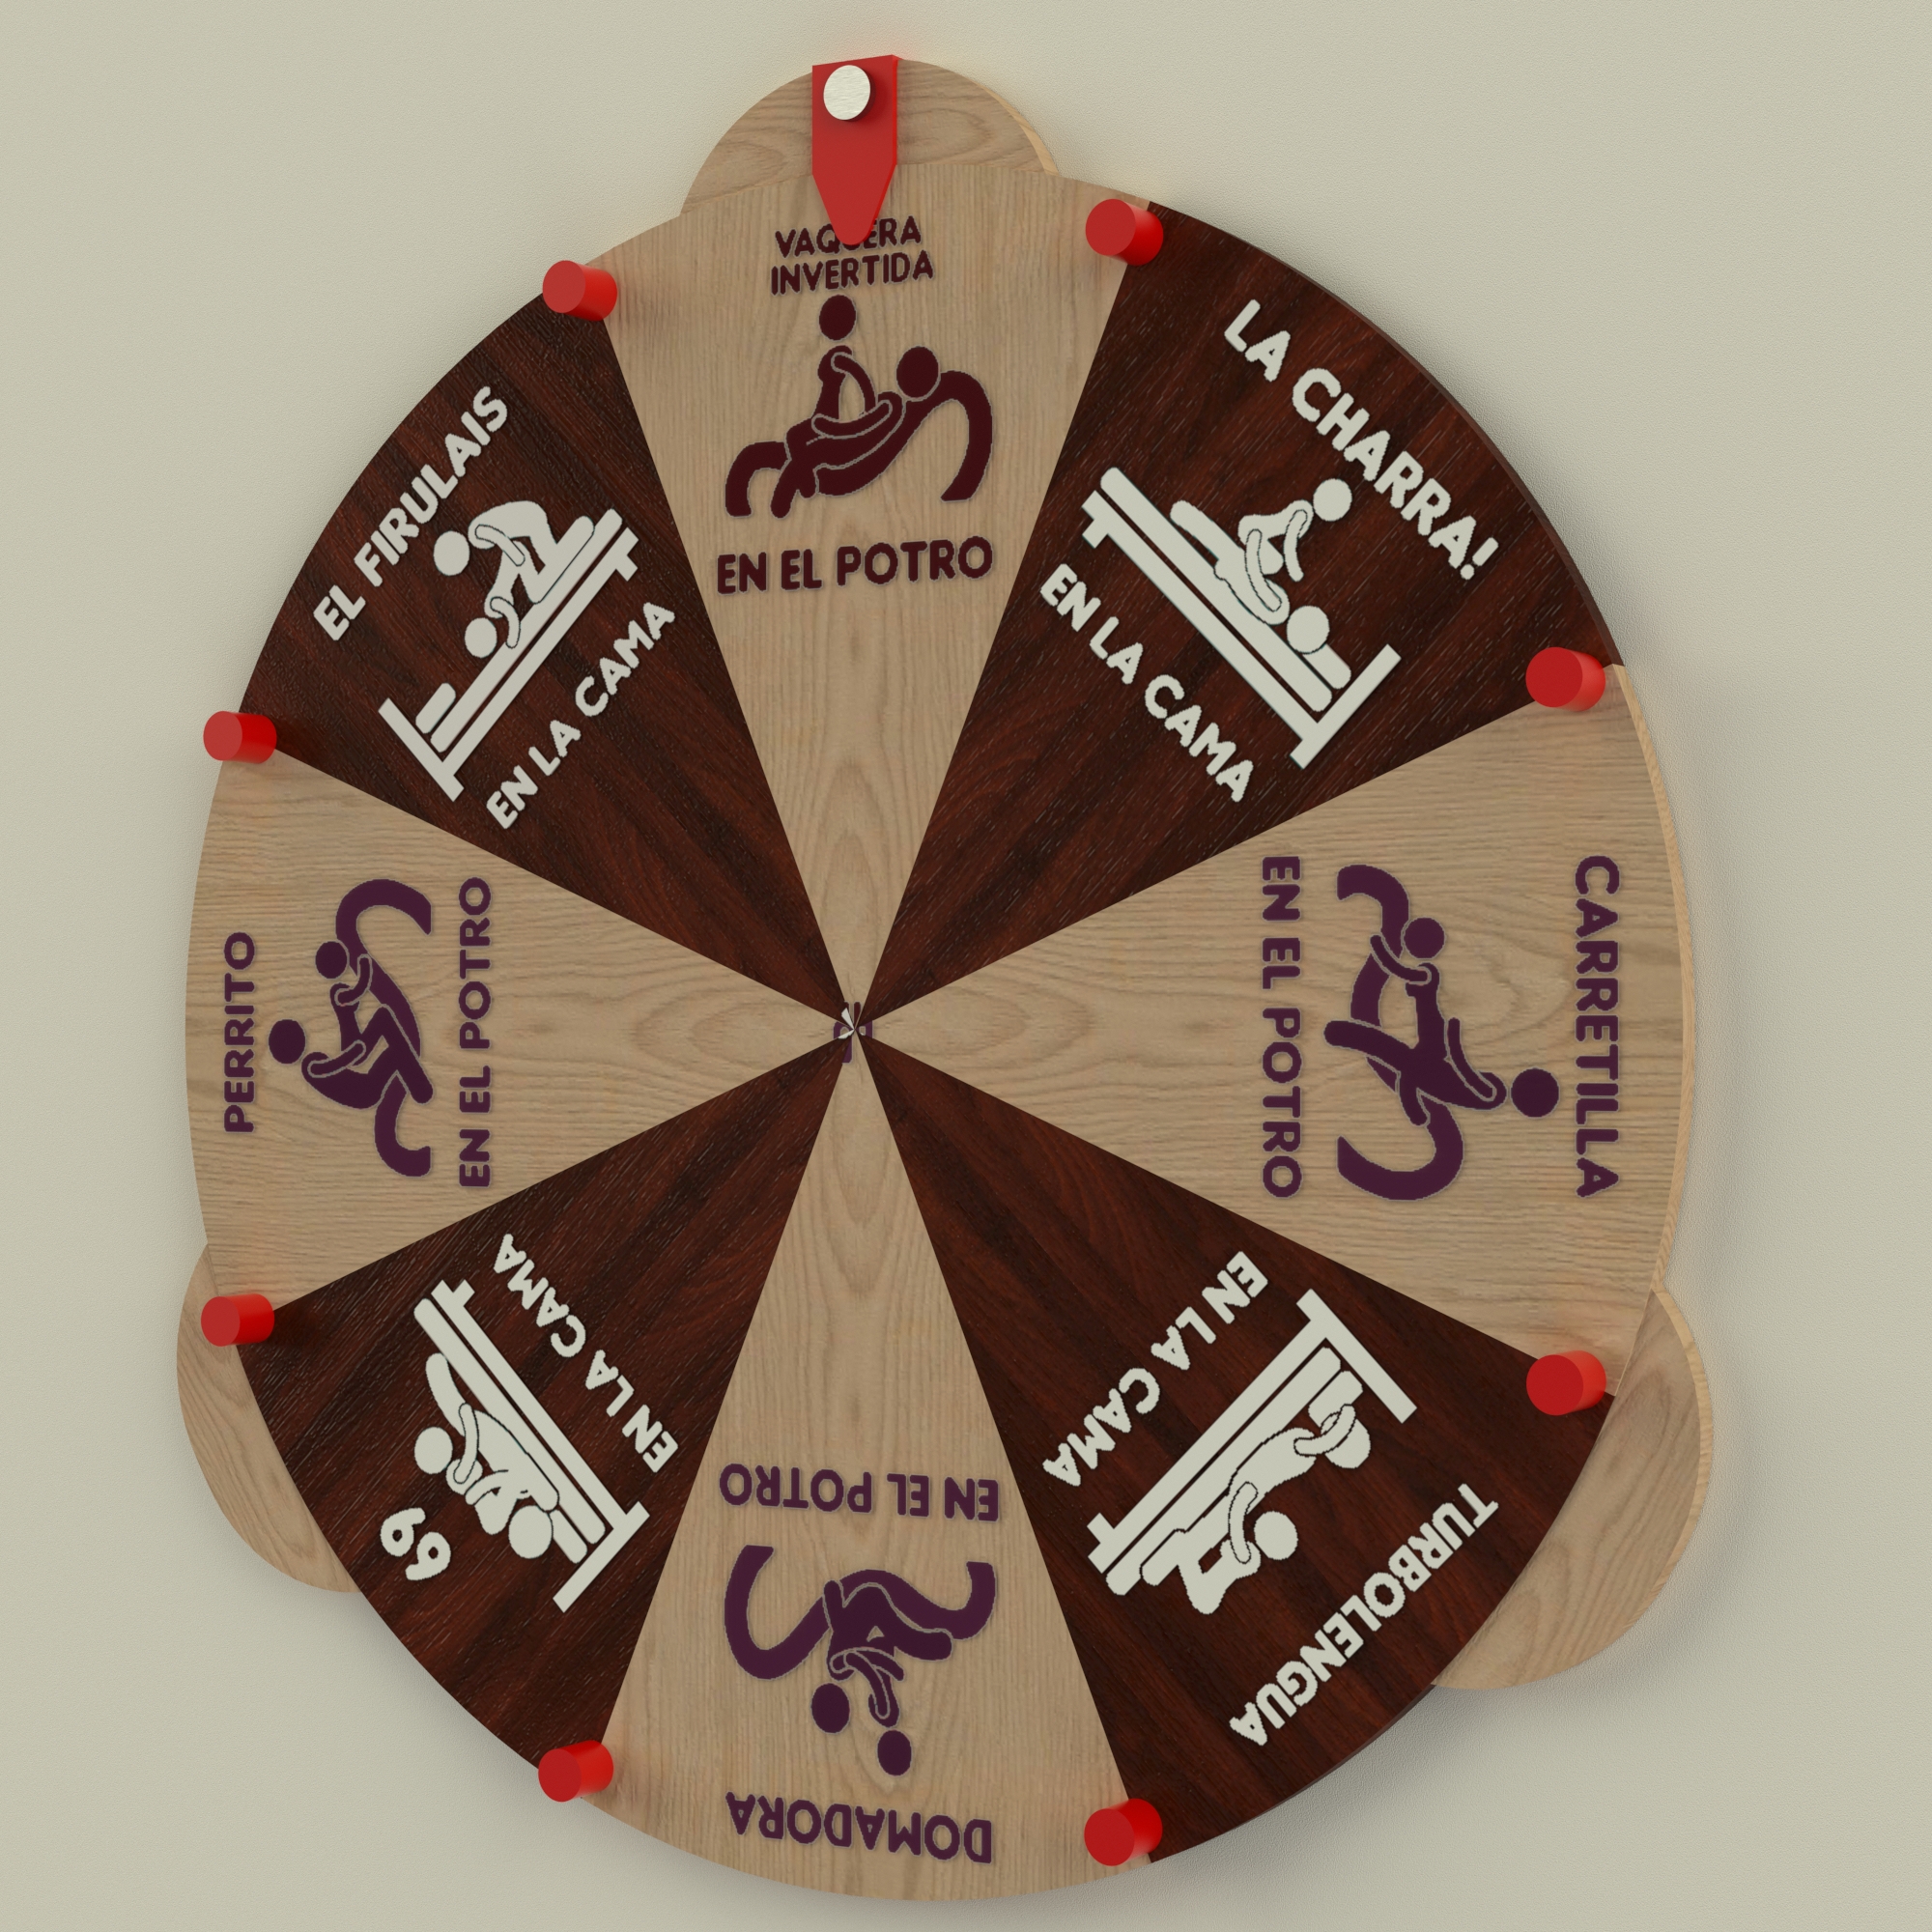 VAQUERA
INVERTIDA
EN EL POTRO
LA CHARRA!
EN LA CAMA
CARRETILLA
EN EL POTRO
TURBOLENGUA
EN LA CAMA
DOMADORA
EN EL POTRO
69
EN LA CAMA
PERRITO
EN EL POTRO
EL FIRULAIS
EN LA CAMA